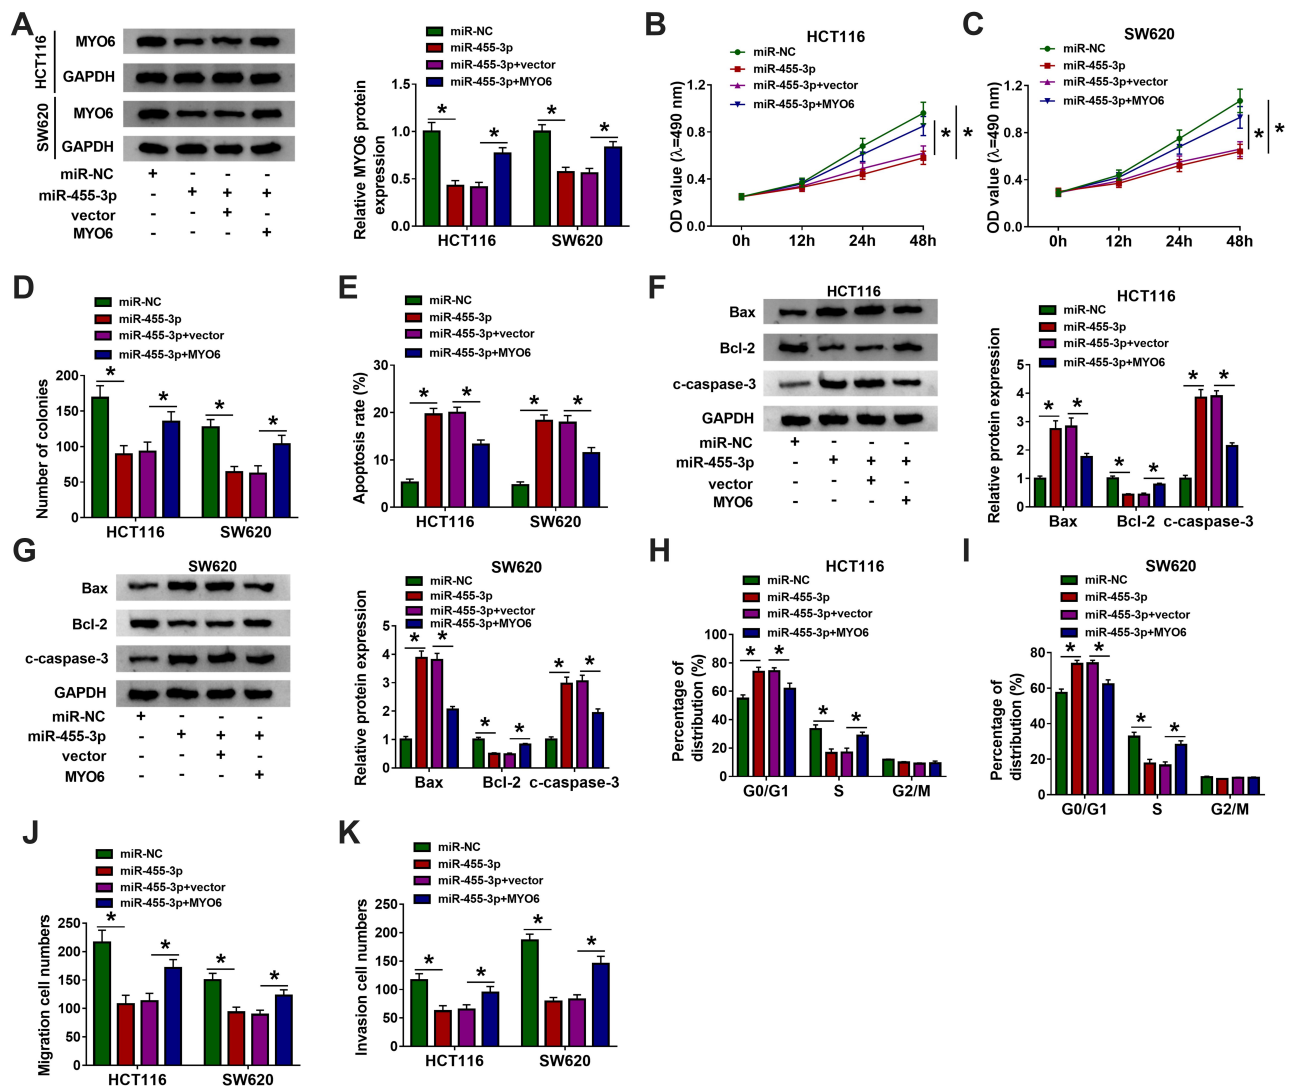 A
HCT116
SW620
MYO6
GAPDH
MYO6
GAPDH
miR-NC + - - -
miR-455-3p - + + +
vector - - + -
MYO6 - - - +
miR-NC
miR-455-3p
miR-455-3p+vector
miR-455-3p+MYO6
Relative MYO6 protein
expression
1.5
1.0
0.5
0.0
* * * *
HCT116 SW620
B
HCT116
miR-NC
miR-455-3p
miR-455-3p+vector
miR-455-3p+MYO6
OD value (λ=490 nm)
1.2
0.8
0.4
0.0
* *
0h 12h 24h 48h
C
SW620
miR-NC
miR-455-3p
miR-455-3p+vector
miR-455-3p+MYO6
OD value (λ=490 nm)
1.2
0.8
0.4
0.0
* *
0h 12h 24h 48h
D
miR-NC
miR-455-3p
miR-455-3p+vector
miR-455-3p+MYO6
Number of colonies
200
150
100
50
0
* * * *
HCT116 SW620
E
miR-NC
miR-455-3p
miR-455-3p+vector
miR-455-3p+MYO6
Apoptosis rate (%)
30
20
10
0
* * * *
HCT116 SW620
F
HCT116
Bax
Bcl-2
c-caspase-3
GAPDH
miR-NC + - - -
miR-455-3p - + + +
vector - - + -
MYO6 - - - +
HCT116
miR-NC
miR-455-3p
miR-455-3p+vector
miR-455-3p+MYO6
Relative protein expression
5
4
3
2
1
0
* * * * * *
Bax Bcl-2 c-caspase-3
G
SW620
Bax
Bcl-2
c-caspase-3
GAPDH
miR-NC + - - -
miR-455-3p - + + +
vector - - + -
MYO6 - - - +
SW620
miR-NC
miR-455-3p
miR-455-3p+vector
miR-455-3p+MYO6
Relative protein expression
5
4
3
2
1
0
* * * * * *
Bax Bcl-2 c-caspase-3
H
HCT116
miR-NC
miR-455-3p
miR-455-3p+vector
miR-455-3p+MYO6
Percentage of
distribution (%)
100
80
60
40
20
0
* * * *
G0/G1 S G2/M
I
SW620
miR-NC
miR-455-3p
miR-455-3p+vector
miR-455-3p+MYO6
Percentage of
distribution (%)
80
60
40
20
0
* * * *
G0/G1 S G2/M
J
miR-NC
miR-455-3p
miR-455-3p+vector
miR-455-3p+MYO6
Migration cell numbers
250
200
150
100
50
0
* * * *
HCT116 SW620
K
miR-NC
miR-455-3p
miR-455-3p+vector
miR-455-3p+MYO6
Invasion cell numbers
250
200
150
100
50
0
* * * *
HCT116 SW620